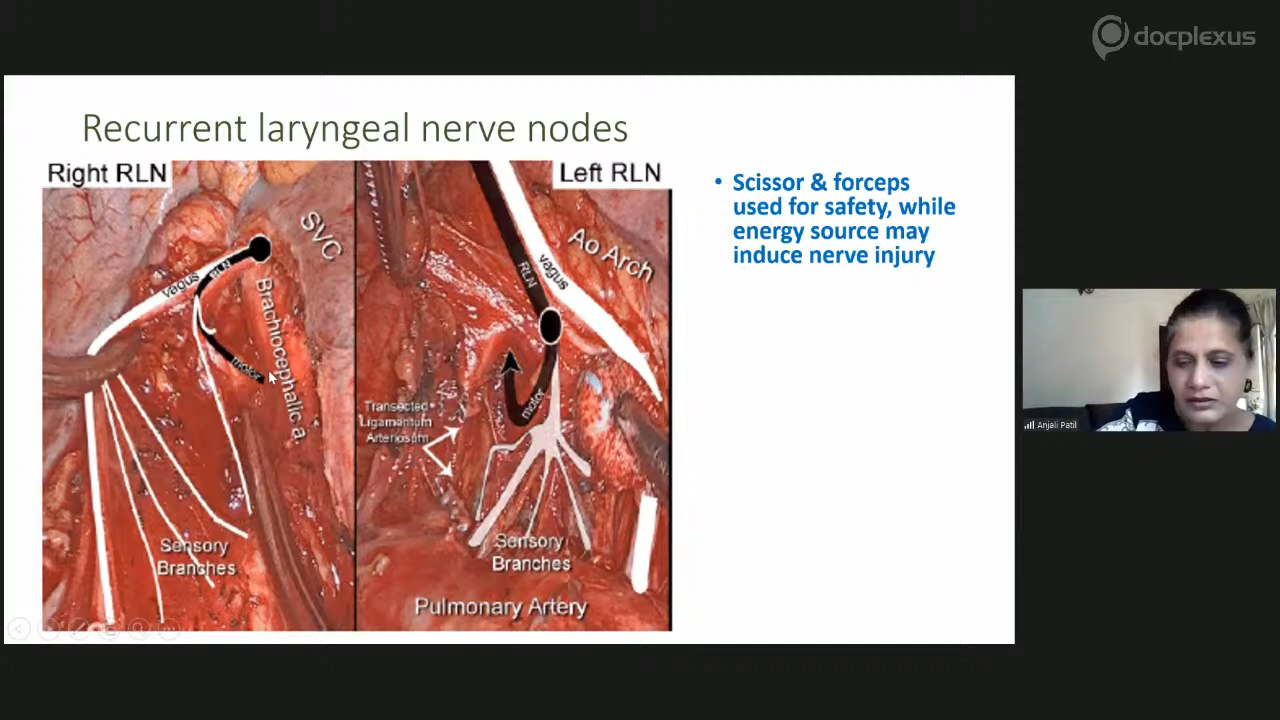 docplexus
Recurrent laryngeal nerve nodes
Right RLN
SVC
vagus
RLN
Brachiocephalic a.
motor
Sensory
Branches
Left RLN
Ao Arch
RLN
vagus
motor
Transected
Ligamentum
Arteriosum
Sensory
Branches
Pulmonary Artery
• Scissor & forceps
used for safety, while
energy source may
induce nerve injury
Anjali Patil